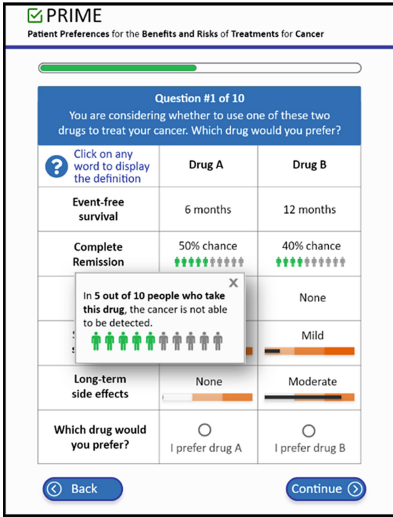 PRIME
Patient Preferences for the Benefits and Risks of Treatments for Cancer
Question #1 of 10
You are considering whether to use one of these two
drugs to treat your cancer. Which drug would you prefer?
? Click on any
word to display
the definition
Drug A
Drug B
Event-free
survival
6 months
12 months
Complete
Remission
50% chance
40% chance
X
In 5 out of 10 people who take
this drug, the cancer is not able
to be detected.
None
Mild
Long-term
side effects
None
Moderate
Which drug would
you prefer?
I prefer drug A
I prefer drug B
Back
Continue